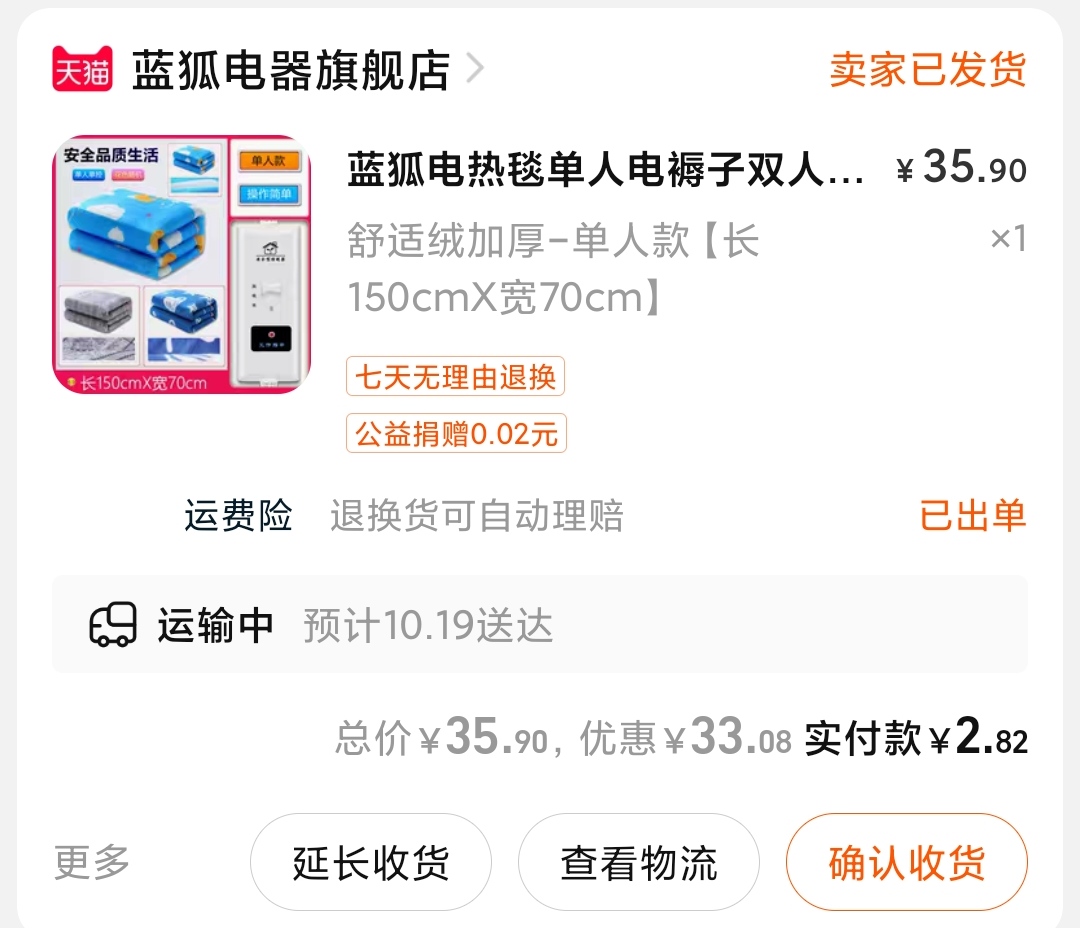 天猫 蓝狐电器旗舰店
卖家已发货
安全品质生活
单人款
操作简单
长150cmX宽70cm
蓝狐电热毯单人电褥子双人... ¥35.90
舒适绒加厚-单人款【长 ×1
150cmX宽70cm】
七天无理由退换
公益捐赠0.02元
运费险 退换货可自动理赔 已出单
运输中 预计10.19送达
总价¥35.90, 优惠¥33.08 实付款¥2.82
更多 延长收货 查看物流 确认收货